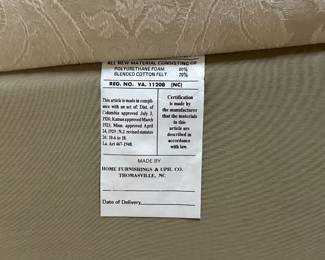 ALL NEW MATERIAL CONSISTING OF
POLYURETHANE FOAM 80%
BLENDED COTTON FELT 20%
REG. NO. VA. 11208 (NC)
This article is made in compli-
ance with an act of: Dist. of
Columbia approved July 3,
1926; Kansas approved March
1923; Minn. approved April
24, 1929; N.J. revised statutes
26. 10-6 to 18.
La. Act 467-1948.
Certification
is made by
the manufacturer
that the materials
in this
article are
described in
accordance
with law.
MADE BY
HOME FURNISHINGS & UPH. CO.
THOMASVILLE, NC
Date of Delivery